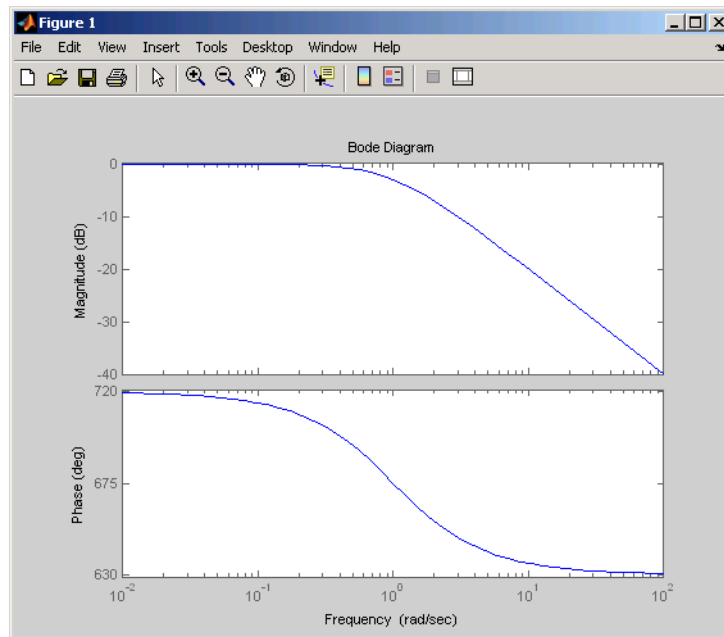 Figure 1
File Edit View Insert Tools Desktop Window Help
Bode Diagram
Magnitude (dB)
0
-10
-20
-30
-40
Phase (deg)
720
675
630
10^-2 10^-1 10^0 10^1 10^2
Frequency (rad/sec)